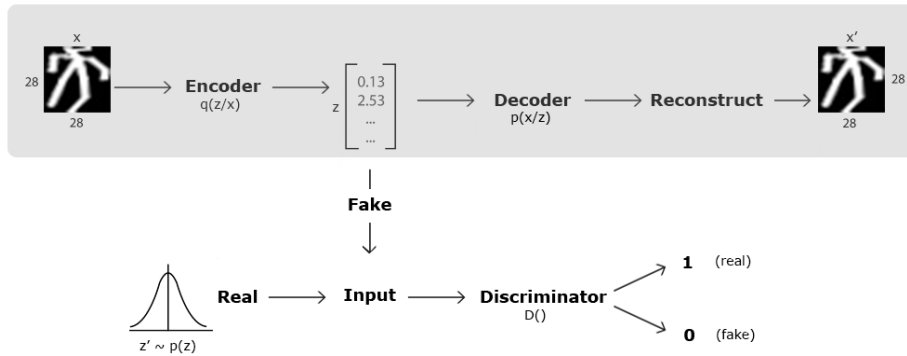 x
28
28
Encoder
q(z/x)
z
0.13
2.53
...
...
Decoder
p(x/z)
Reconstruct
x'
28
28
Fake
Real
z' ~ p(z)
Input
Discriminator
D()
1 (real)
0 (fake)